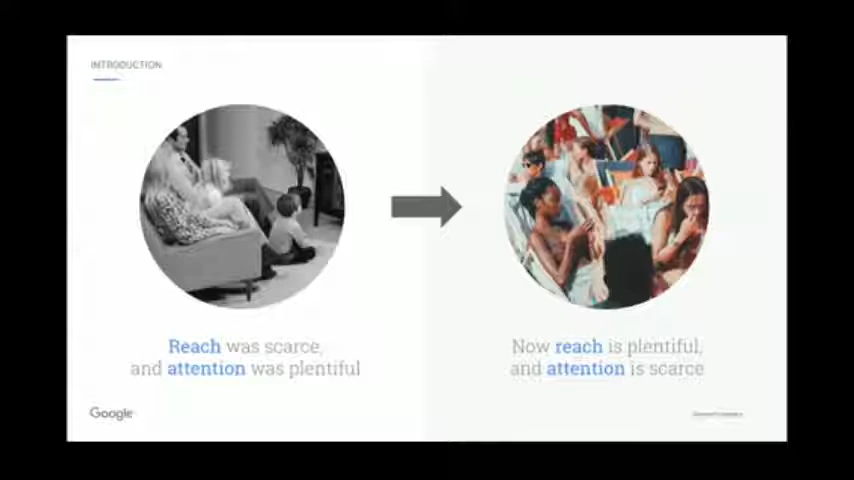 INTRODUCTION
Reach was scarce,
and attention was plentiful
Now reach is plentiful,
and attention is scarce
Google